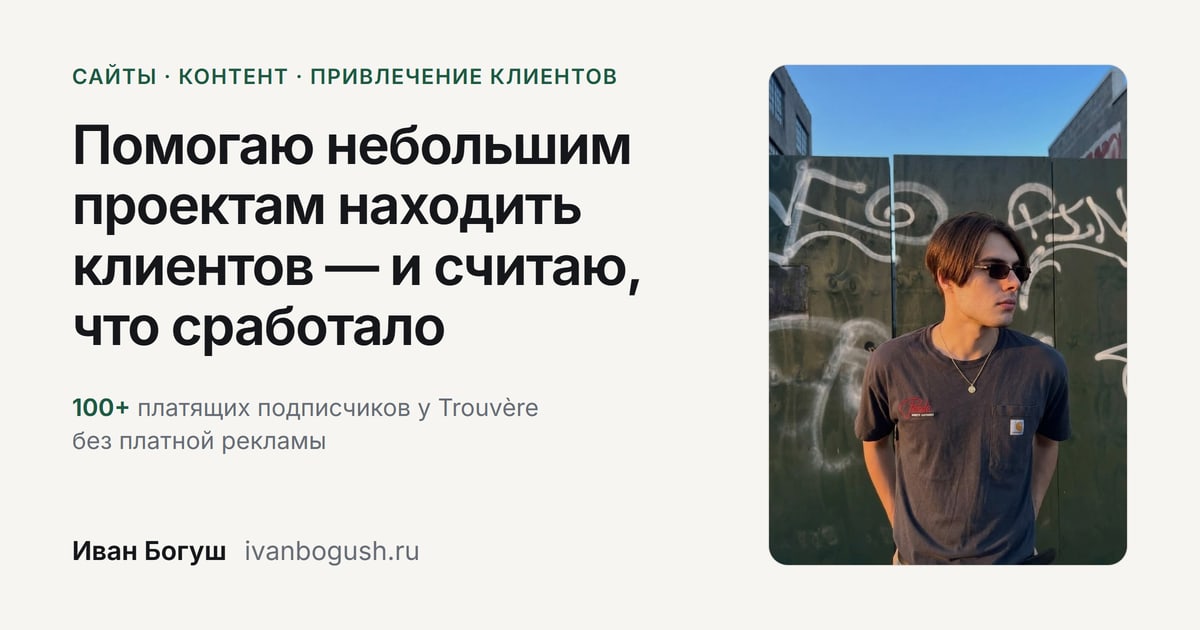 САЙТЫ · КОНТЕНТ · ПРИВЛЕЧЕНИЕ КЛИЕНТОВ
Помогаю небольшим
проектам находить
клиентов — и считаю,
что сработало
100+ платящих подписчиков у Trouvère
без платной рекламы
Иван Богуш ivanbogush.ru